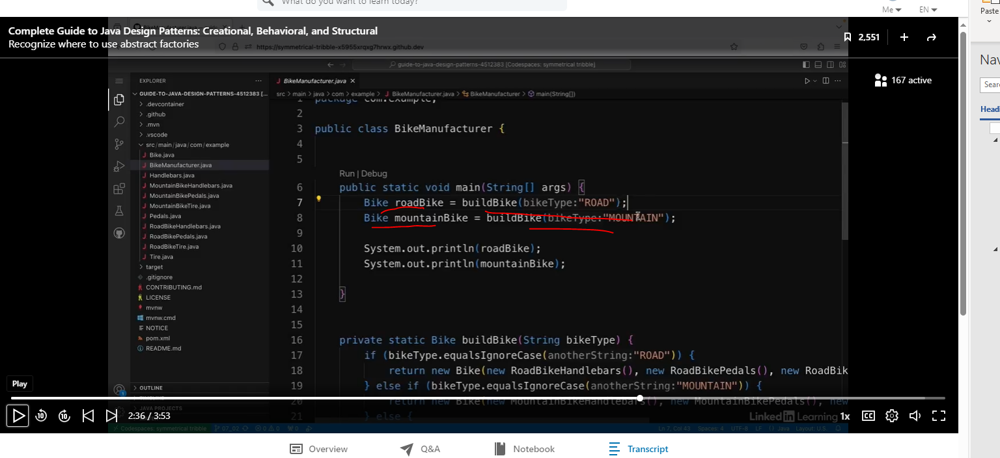 What do you want to learn today?
Me EN
Paste
Complete Guide to Java Design Patterns: Creational, Behavioral, and Structural
Recognize where to use abstract factories
https://symmetrical-tribble-x5955xrqxg7hrwx.github.dev
2,551
guide-to-java-design-patterns-4512383 [Codespaces: symmetrical tribble]
Nav
Sear
Headi
167 active
EXPLORER
GUIDE-TO-JAVA-DESIGN-PATTERNS-4512383 [...
.devcontainer
.github
.mvn
.vscode
src/main/java/com/example
Bike.java
BikeManufacturer.java
Handlebars.java
MountainBikeHandlebars.java
MountainBikePedals.java
MountainBikeTire.java
Pedals.java
RoadBikeHandlebars.java
RoadBikePedals.java
RoadBikeTire.java
Tire.java
target
.gitignore
CONTRIBUTING.md
LICENSE
mvnw
mvnw.cmd
NOTICE
pom.xml
README.md
OUTLINE
TIMELINE
JAVA PROJECTS
BikeManufacturer.java
src > main > java > com > example > BikeManufacturer.java > BikeManufacturer > main(String[])
1 package com.example;
2
3 public class BikeManufacturer {
4
5
Run | Debug
6 public static void main(String[] args) {
7 Bike roadBike = buildBike(bikeType:"ROAD");
8 Bike mountainBike = buildBike(bikeType:"MOUNTAIN");
9
10 System.out.println(roadBike);
11 System.out.println(mountainBike);
12
13 }
14
15
16 private static Bike buildBike(String bikeType) {
17 if (bikeType.equalsIgnoreCase(anotherString:"ROAD")) {
18 return new Bike(new RoadBikeHandlebars(), new RoadBikePedals(), new RoadBik
19 } else if (bikeType.equalsIgnoreCase(anotherString:"MOUNTAIN")) {
20 return new Bike(new MountainBikeHandlebars(), new MountainBikePedals(), new
21 } else {
Play
10 10 2:36 / 3:53
LinkedIn Learning
1x CC
Codespaces: symmetrical tribble 07_02 0 0 0 Ln 7, Col 43 Spaces: 4 UTF-8 LF {} Java Layout: U.S.
Overview Q&A Notebook Transcript